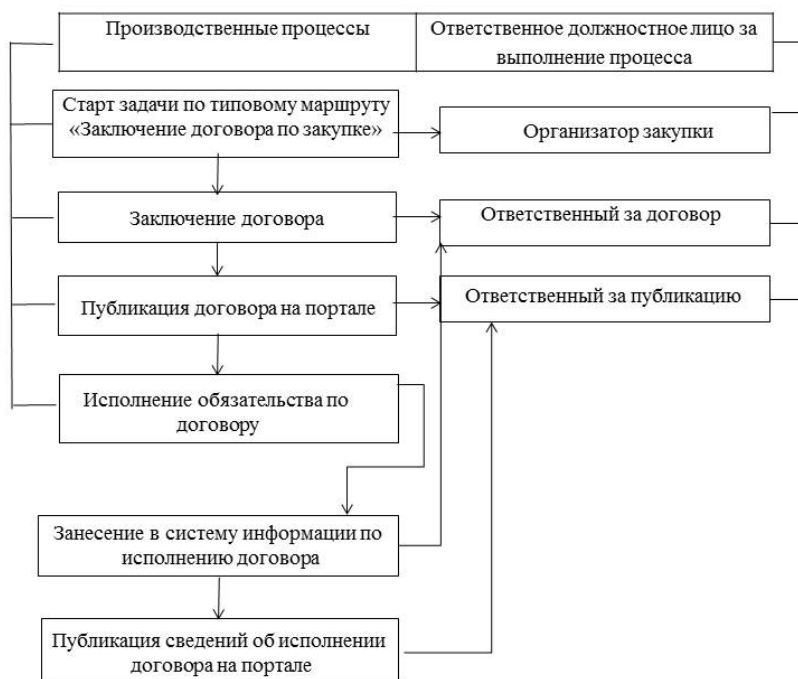 Производственные процессы
Ответственное должностное лицо за
выполнение процесса
Старт задачи по типовому маршруту
«Заключение договора по закупке»
Организатор закупки
Заключение договора
Ответственный за договор
Публикация договора на портале
Ответственный за публикацию
Исполнение обязательства по
договору
Занесение в систему информации по
исполнению договора
Публикация сведений об исполнении
договора на портале